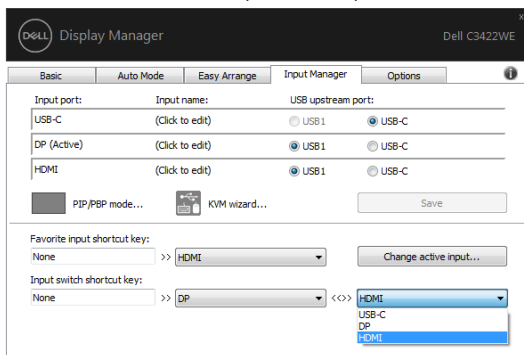 DELL Display Manager Dell C3422WE
Basic Auto Mode Easy Arrange Input Manager Options
Input port: Input name: USB upstream port:
USB-C (Click to edit) USB1 USB-C
DP (Active) (Click to edit) USB1 USB-C
HDMI (Click to edit) USB1 USB-C
PIP/PBP mode... KVM wizard... Save
Favorite input shortcut key:
None >> HDMI Change active input...
Input switch shortcut key:
None >> DP <<>> HDMI
USB-C
DP
HDMI